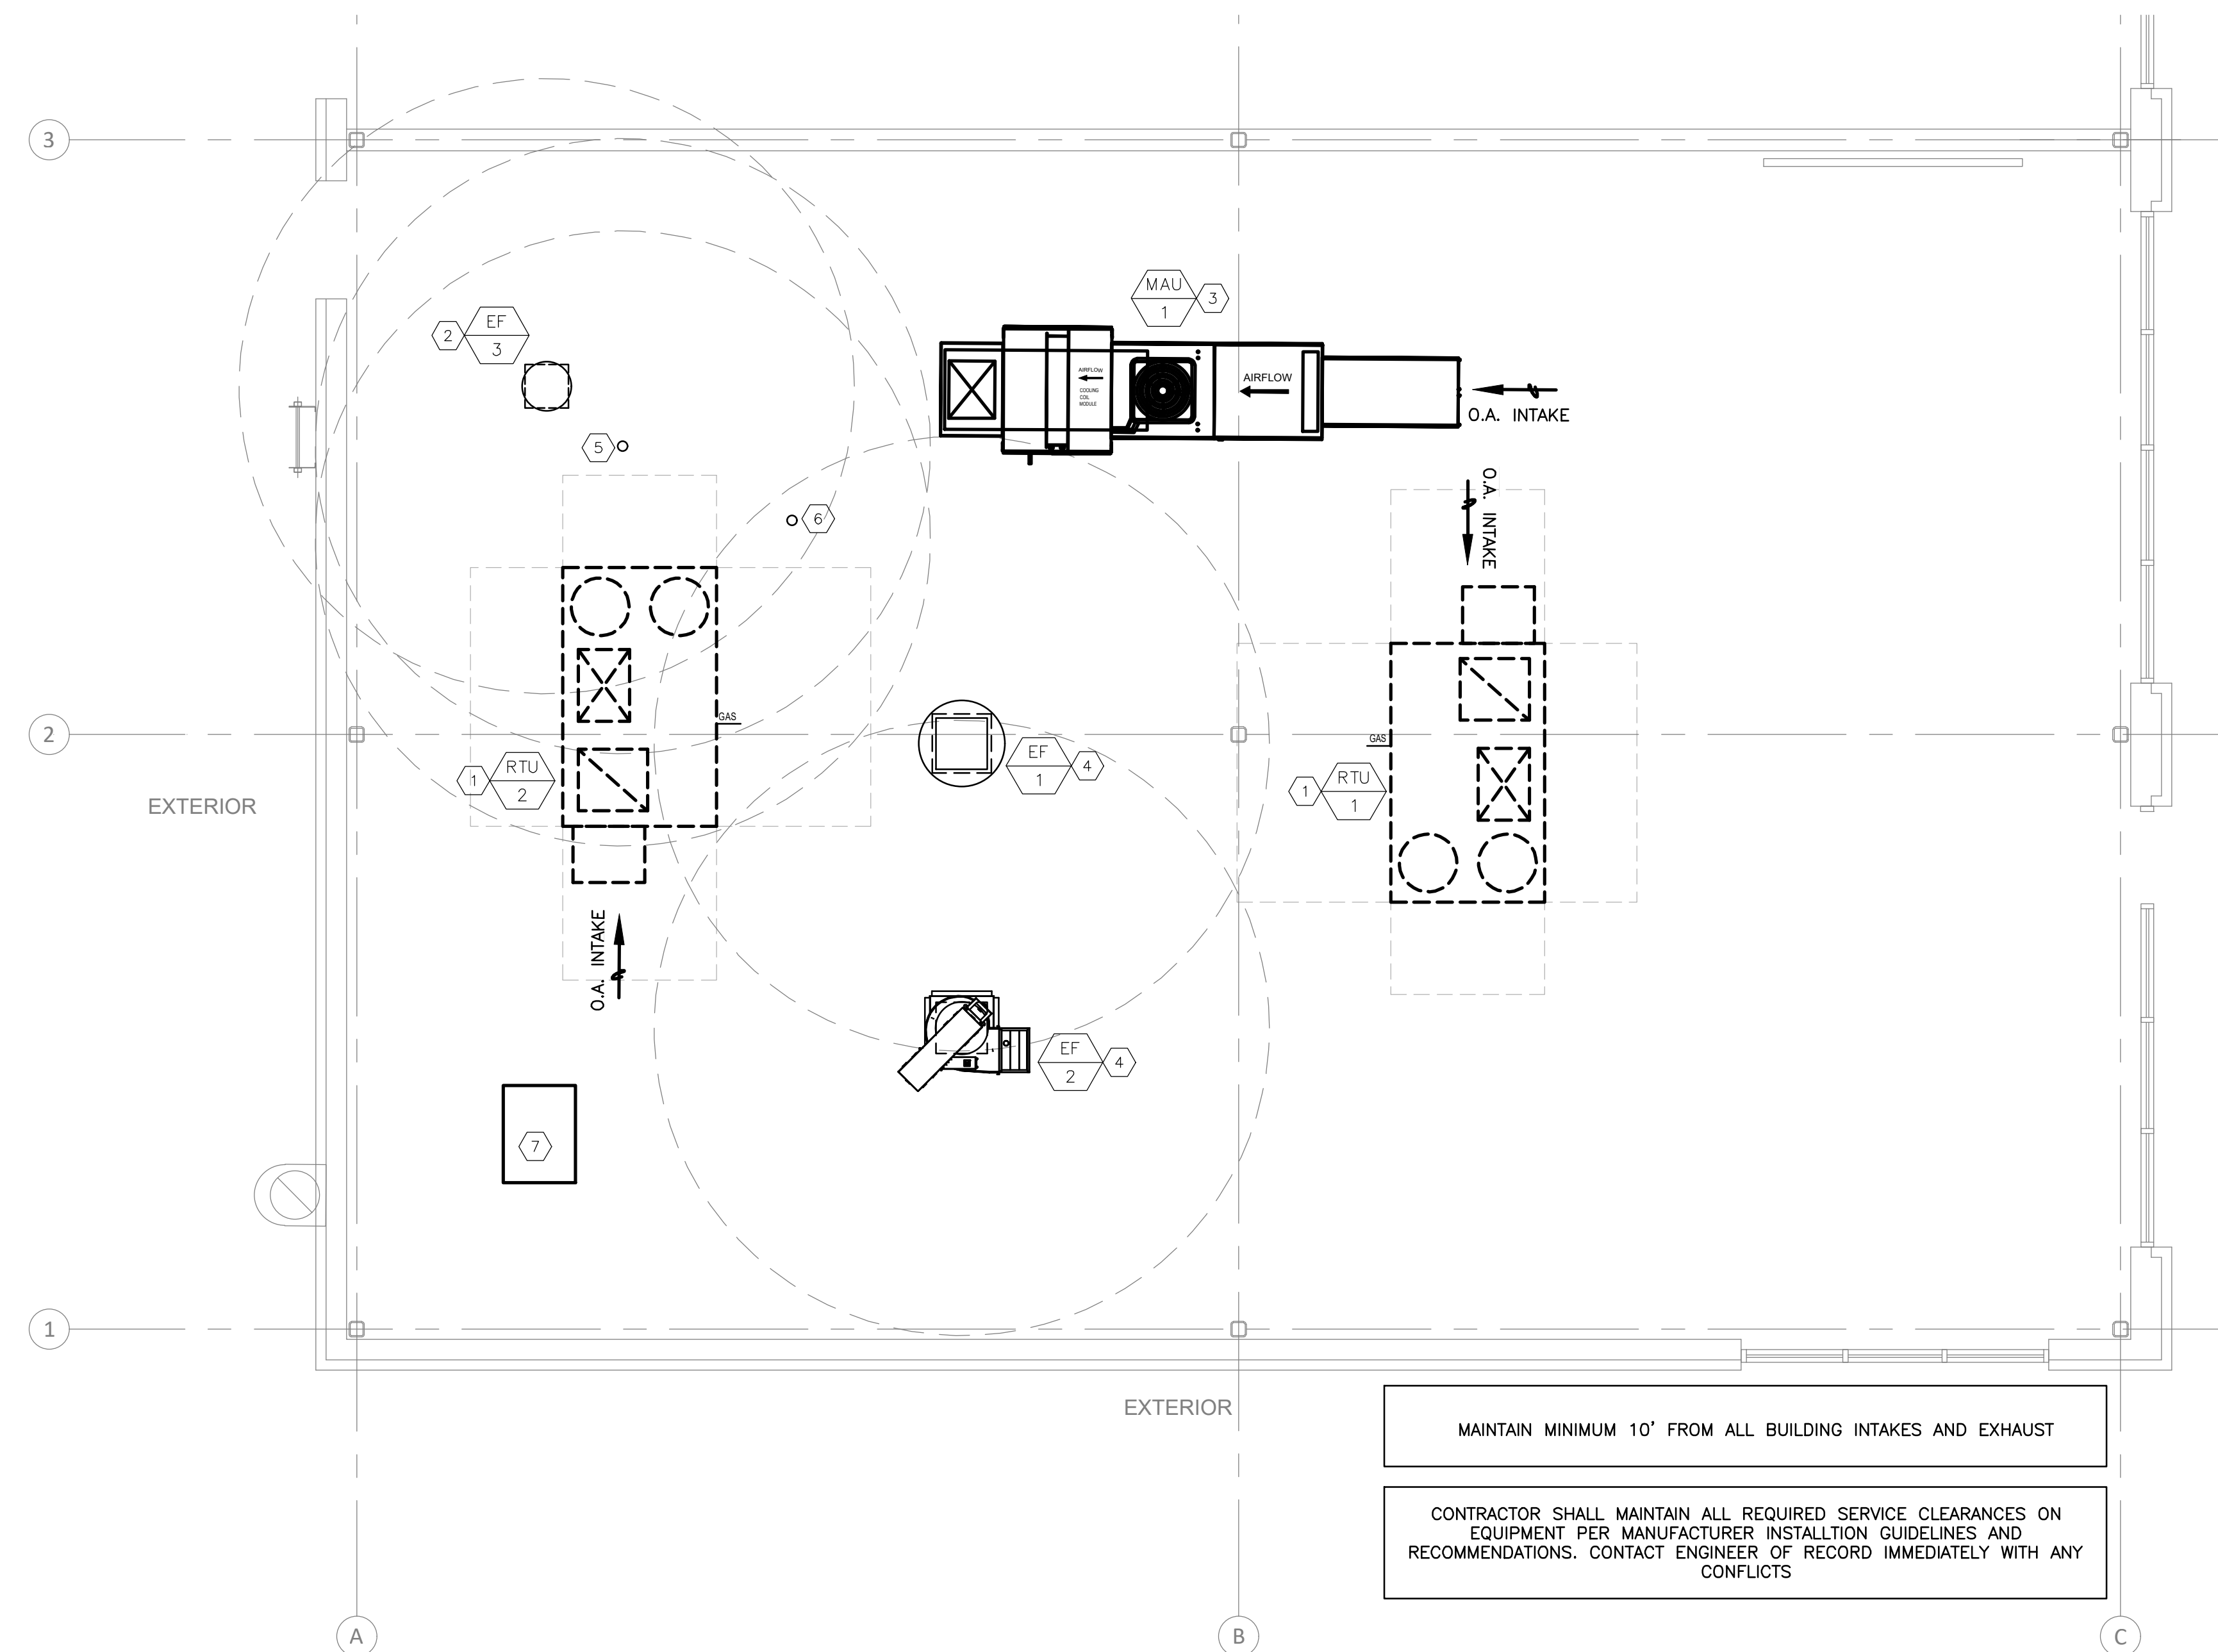 3
MAU
1
3
EF
3
2
AIRFLOW
COOLING
COIL
MODULE
AIRFLOW
O.A. INTAKE
5
6
O.A. INTAKE
GAS
2
GAS
EF
1
4
1
RTU
2
1
RTU
1
EXTERIOR
O.A. INTAKE
EF
2
4
7
1
EXTERIOR
MAINTAIN MINIMUM 10' FROM ALL BUILDING INTAKES AND EXHAUST
CONTRACTOR SHALL MAINTAIN ALL REQUIRED SERVICE CLEARANCES ON
EQUIPMENT PER MANUFACTURER INSTALLTION GUIDELINES AND
RECOMMENDATIONS. CONTACT ENGINEER OF RECORD IMMEDIATELY WITH ANY
CONFLICTS
A
B
C